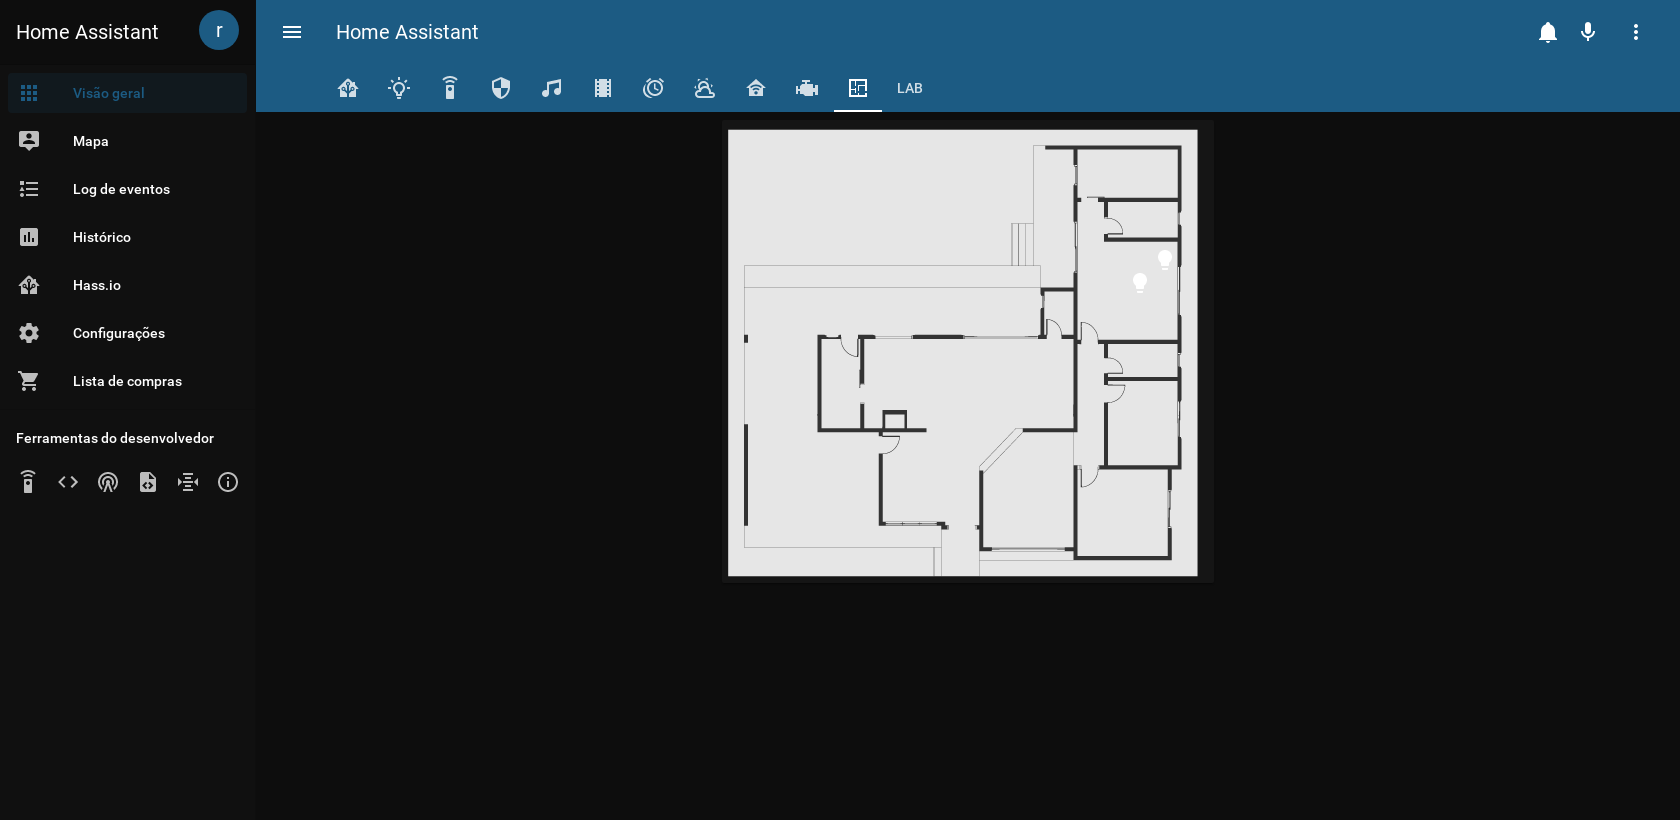 Home Assistant
r
Home Assistant
LAB
Visão geral
Mapa
Log de eventos
Histórico
Hass.io
Configurações
Lista de compras
Ferramentas do desenvolvedor